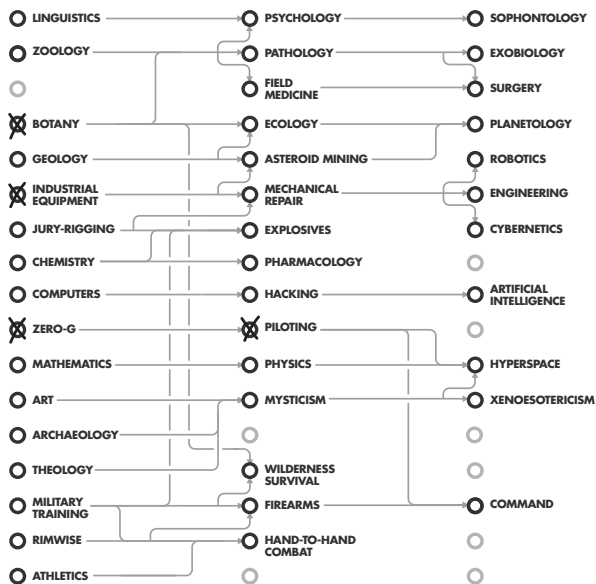 LINGUISTICS
PSYCHOLOGY
SOPHONTOLOGY
ZOOLOGY
PATHOLOGY
EXOBIOLOGY
FIELD
MEDICINE
SURGERY
BOTANY
ECOLOGY
PLANETOLOGY
GEOLOGY
ASTEROID MINING
ROBOTICS
INDUSTRIAL
EQUIPMENT
MECHANICAL
REPAIR
ENGINEERING
JURY-RIGGING
EXPLOSIVES
CYBERNETICS
CHEMISTRY
PHARMACOLOGY
COMPUTERS
HACKING
ARTIFICIAL
INTELLIGENCE
ZERO-G
PILOTING
MATHEMATICS
PHYSICS
HYPERSPACE
ART
MYSTICISM
XENOESOTERICISM
ARCHAEOLOGY
THEOLOGY
WILDERNESS
SURVIVAL
MILITARY
TRAINING
FIREARMS
COMMAND
RIMWISE
HAND-TO-HAND
COMBAT
ATHLETICS